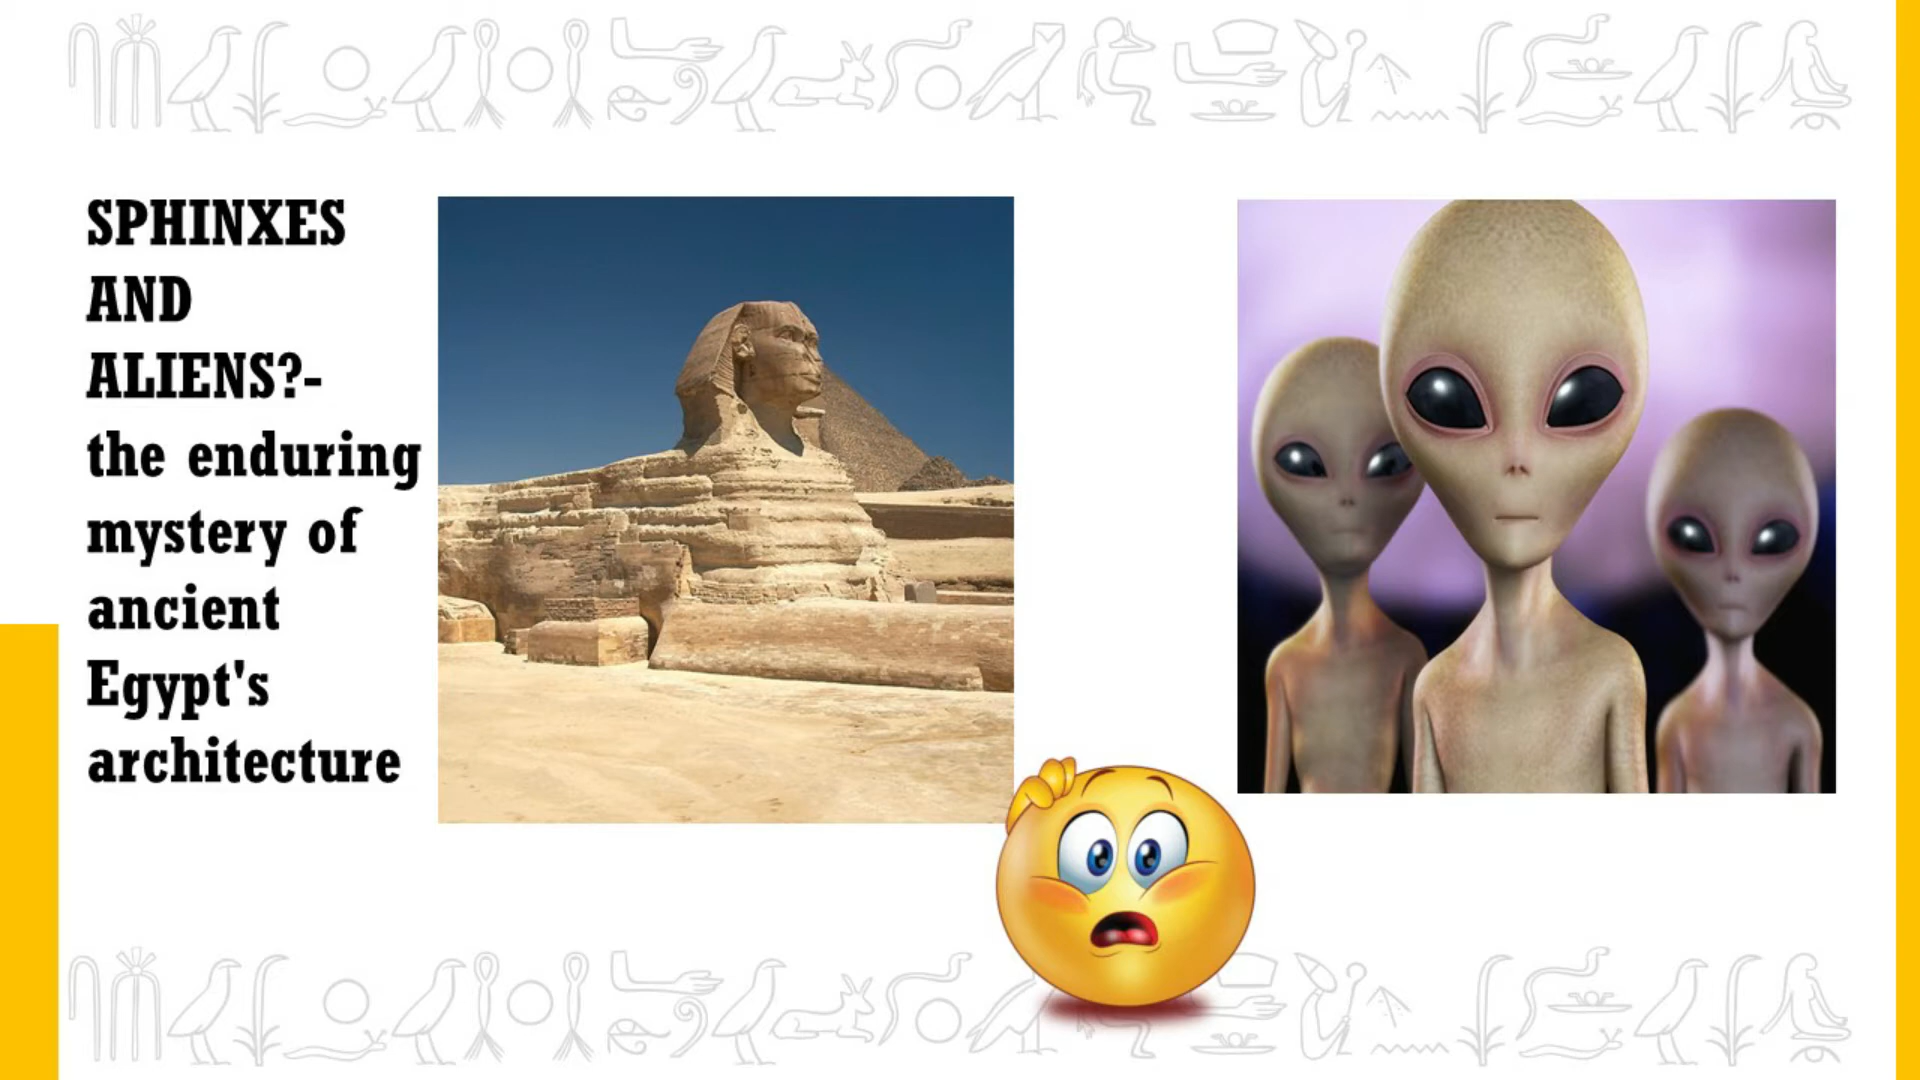 SPHINXES
AND
ALIENS?-
the enduring
mystery of
ancient
Egypt's
architecture